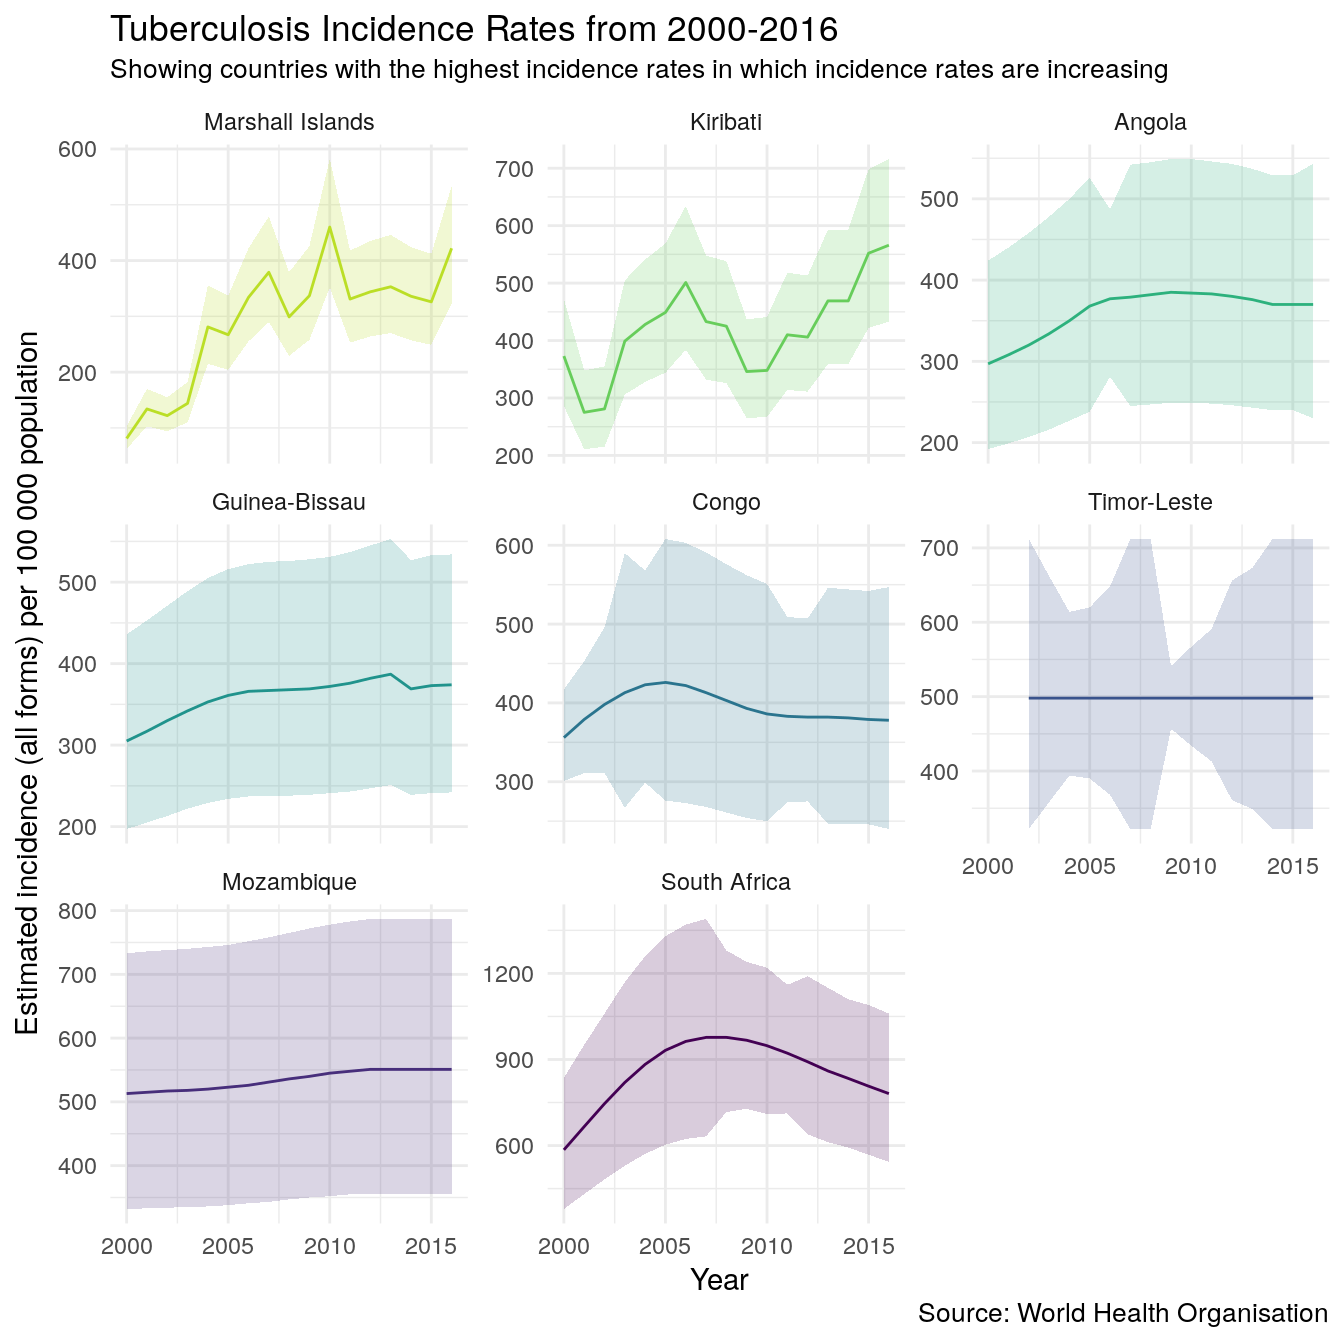 Tuberculosis Incidence Rates from 2000-2016
Showing countries with the highest incidence rates in which incidence rates are increasing
Estimated incidence (all forms) per 100 000 population
Marshall Islands
600
400
200
Kiribati
700
600
500
400
300
200
Angola
500
400
300
200
Guinea-Bissau
500
400
300
200
Congo
600
500
400
300
Timor-Leste
700
600
500
400
2000 2005 2010 2015
Mozambique
800
700
600
500
400
2000 2005 2010 2015
South Africa
1200
900
600
2000 2005 2010 2015
Year
Source: World Health Organisation